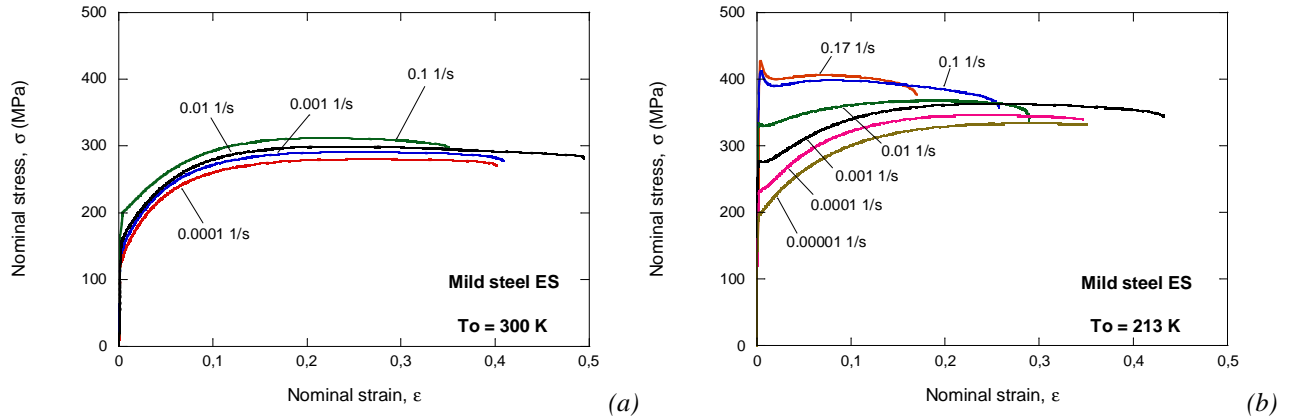 500
400
300
200
100
0
Nominal stress, σ (MPa)
0.1 1/s
0.01 1/s
0.001 1/s
0.0001 1/s
Mild steel ES
To = 300 K
0
0,1
0,2
0,3
0,4
0,5
Nominal strain, ε
(a)
500
400
300
200
100
0
Nominal stress, σ (MPa)
0.17 1/s
0.1 1/s
0.01 1/s
0.001 1/s
0.0001 1/s
0.00001 1/s
Mild steel ES
To = 213 K
0
0,1
0,2
0,3
0,4
0,5
Nominal strain, ε
(b)